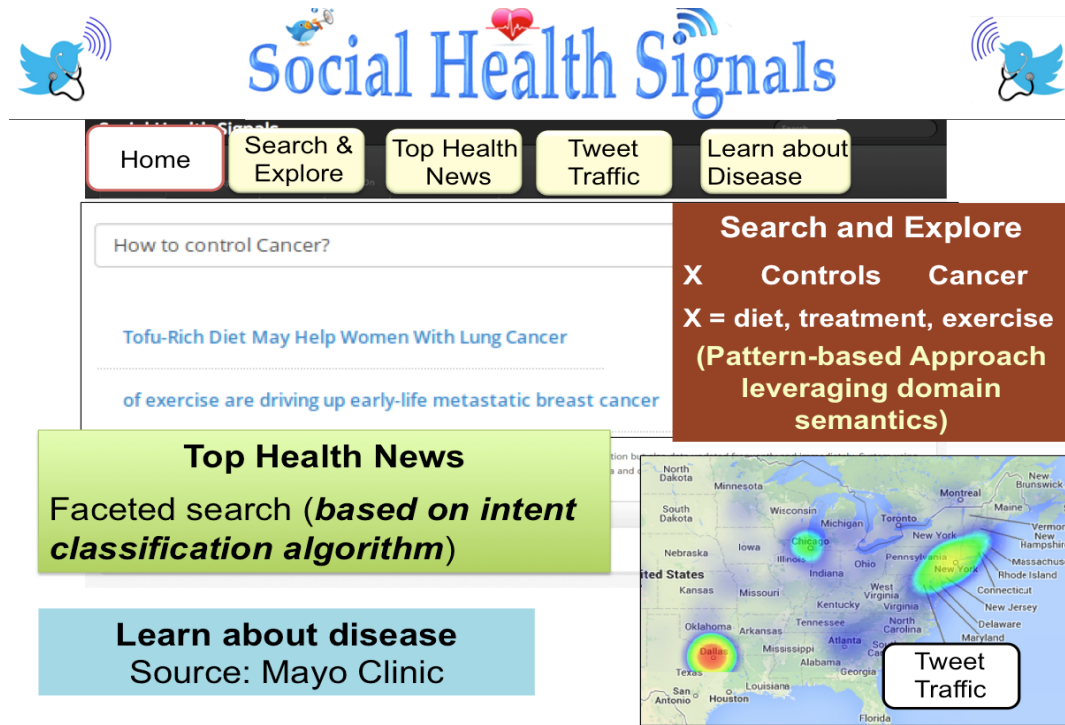 Social Health Signals
Home
Search &
Explore
Top Health
News
Tweet
Traffic
Learn about
Disease
How to control Cancer?
Tofu-Rich Diet May Help Women With Lung Cancer
of exercise are driving up early-life metastatic breast cancer
Search and Explore
X Controls Cancer
X = diet, treatment, exercise
(Pattern-based Approach
leveraging domain
semantics)
Top Health News
Faceted search (based on intent
classification algorithm)
Learn about disease
Source: Mayo Clinic
North
Dakota
Minnesota
South
Dakota
Wisconsin
Michigan
Toronto
Montreal
New
Brunswick
Maine
Vermo
New
Hampshir
New York
Massachuse
Rhode Island
Connecticut
New Jersey
Delaware
Maryland
Nebraska
Iowa
Chicago
Illinois
Indiana
Ohio
Pennsylvania
New York
ited States
Kansas
Missouri
West
Virginia
Kentucky
Virginia
Oklahoma
Arkansas
Tennessee
North
Carolina
Dallas
Mississippi
Atlanta
Alabama
Georgia
Texas
San
Antonio
Houston
Louisiana
Florida
Tweet
Traffic